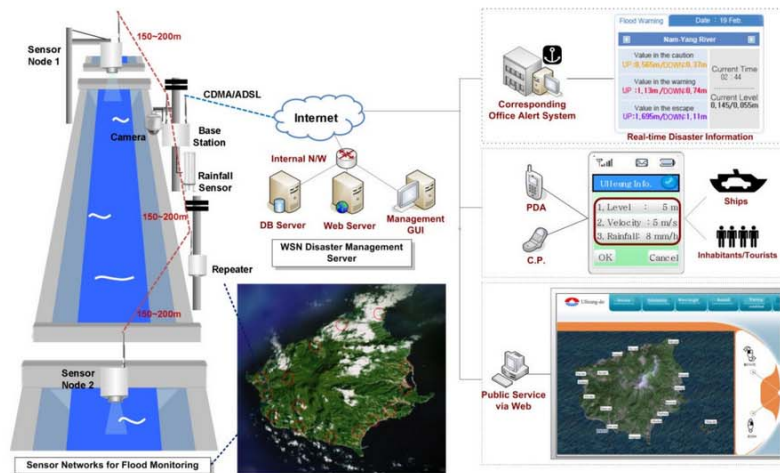 Sensor
Node 1
150~200m
CDMA/ADSL
Camera
Base
Station
Rainfall
Sensor
150~200m
Repeater
150~200m
Sensor
Node 2
Sensor Networks for Flood Monitoring
Internet
Internal N/W
DB Server
Web Server
Management
GUI
WSN Disaster Management
Server
Corresponding
Office Alert System
Flood Warning
Date : 19 Feb.
Nam-Yang River
Value in the caution
UP:0,565m/DOWN:0,37m
Value in the warning
UP :1,13m/DOWN:0,74m
Value in the escape
UP:1,695m/DOWN:1,11m
Current Time
02 : 44
Current Level
0,145/0,055m
Real-time Disaster Information
PDA
C.P.
Ulleung Info.
1. Level : 5 m
2. Velocity : 5 m/s
3. Rainfall: 8 mm/h
OK
Cancel
Ships
Inhabitants/Tourists
Public Service
via Web
Ulleung-do